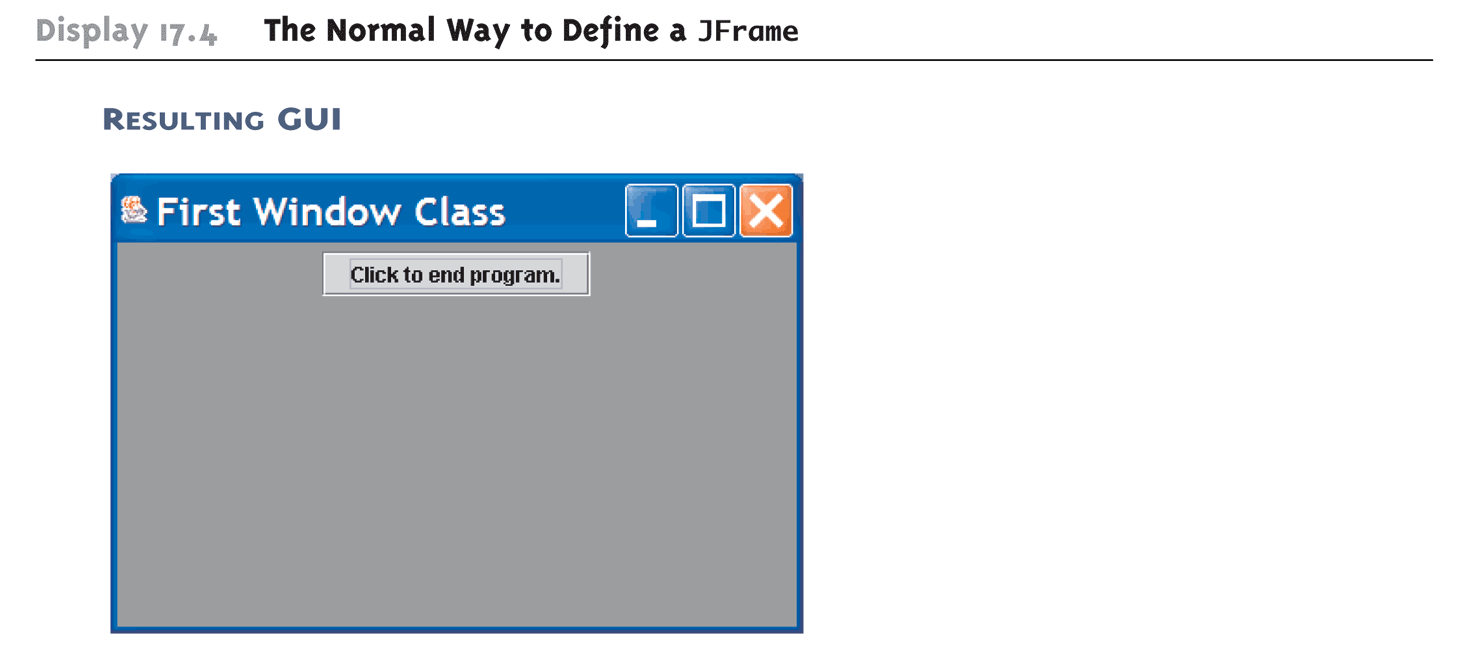 Display 17.4 The Normal Way to Define a JFrame
RESULTING GUI
First Window Class
Click to end program.